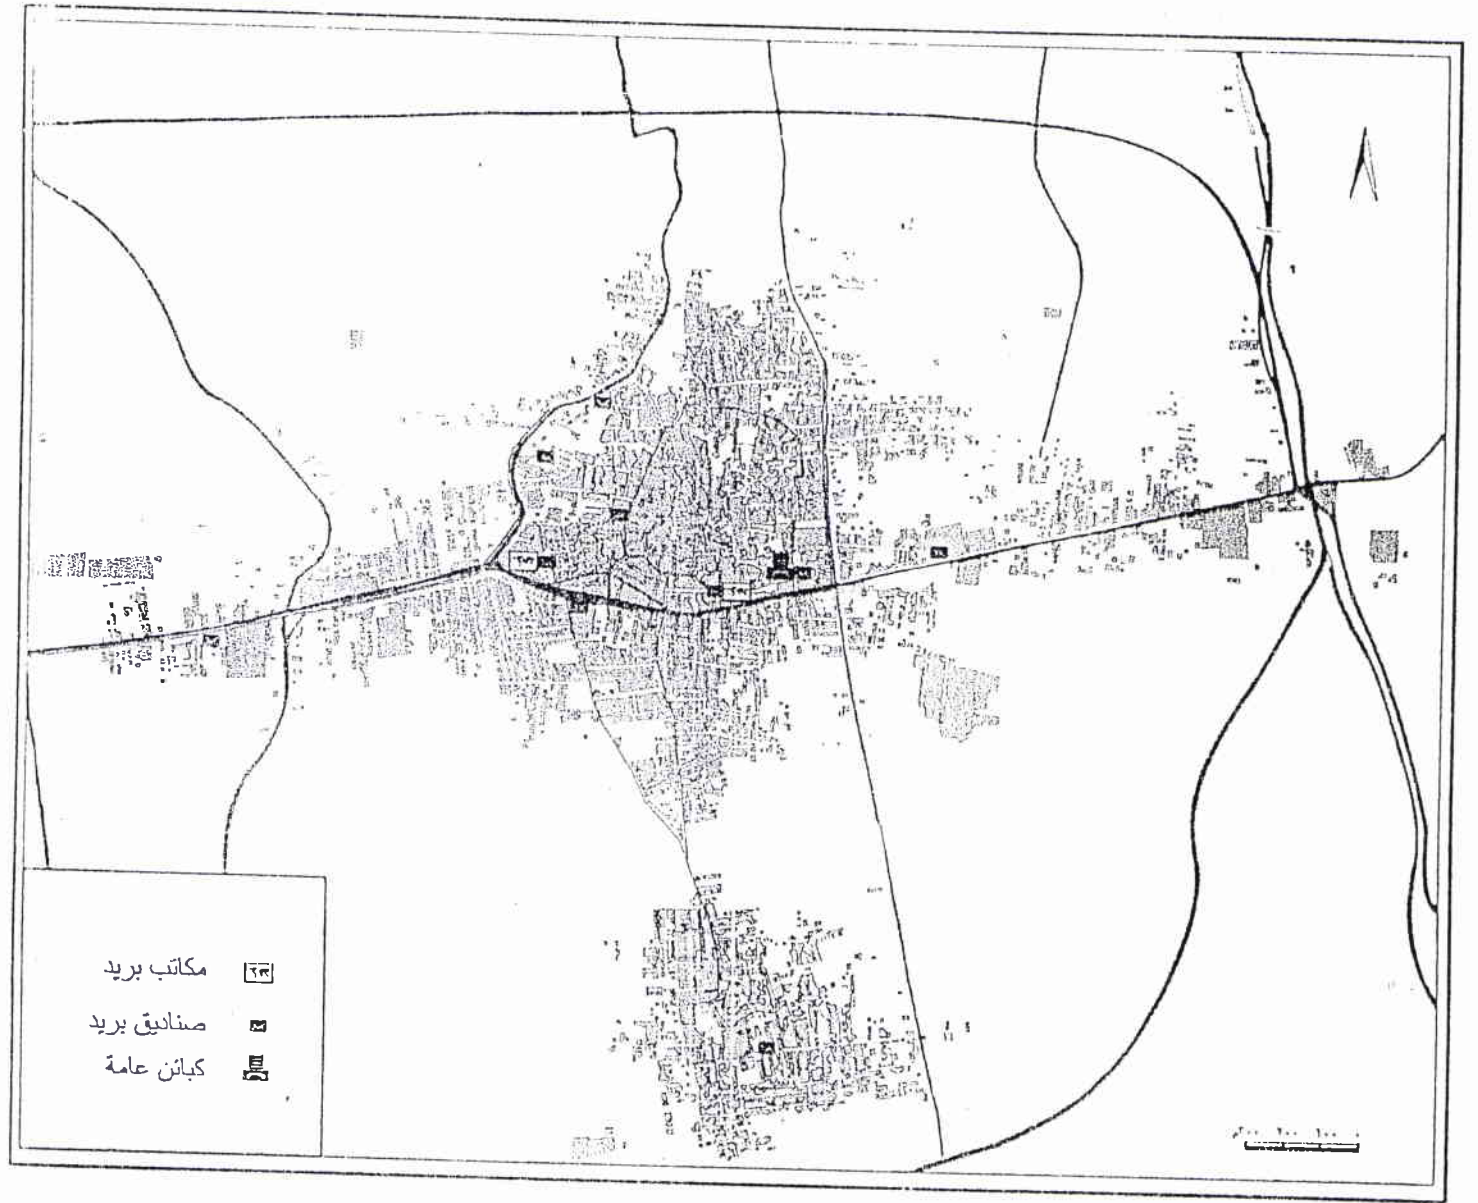 مكاتب بريد
صناديق بريد
كبائن عامة